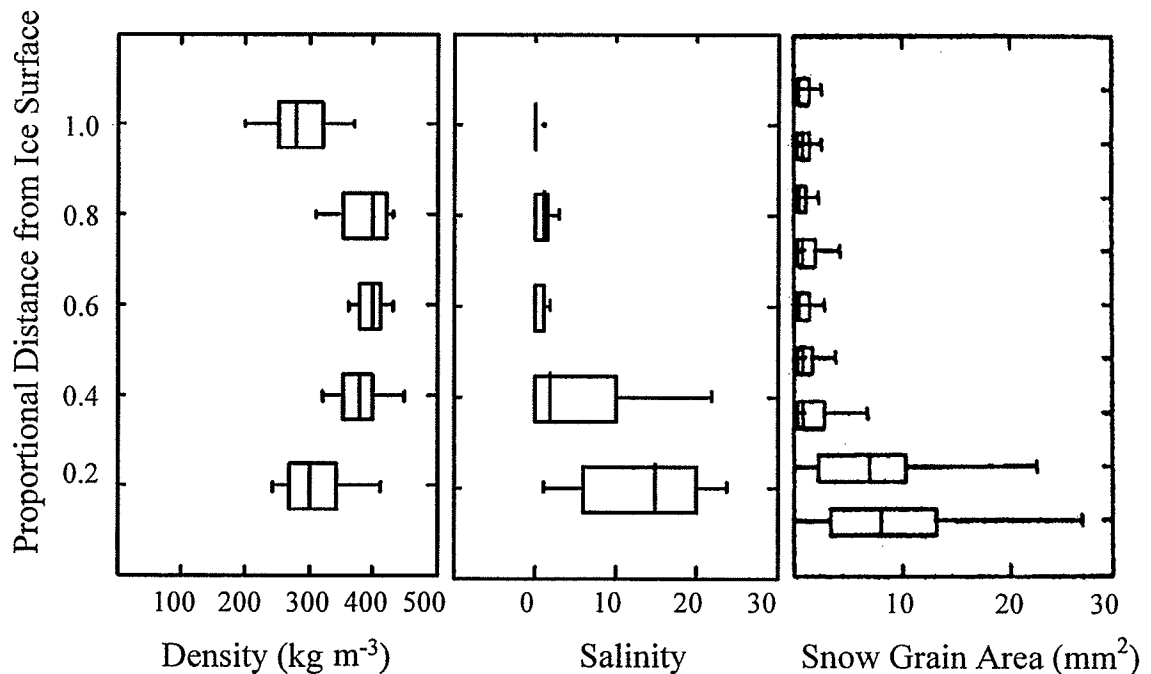 Proportional Distance from Ice Surface
1.0
0.8
0.6
0.4
0.2
100 200 300 400 500
0 10 20 30
10 20 30
Density (kg m⁻³)
Salinity
Snow Grain Area (mm²)